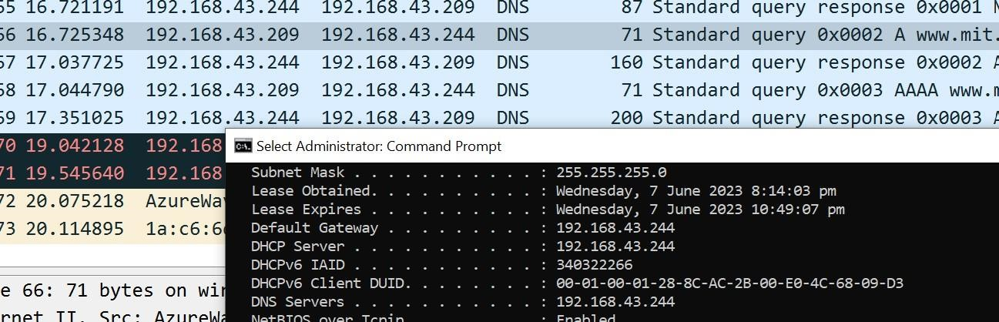 65 16.721191 192.168.43.244 192.168.43.209 DNS 87 Standard query response 0x0001
66 16.725348 192.168.43.209 192.168.43.244 DNS 71 Standard query 0x0002 A www.mit.
67 17.037725 192.168.43.244 192.168.43.209 DNS 160 Standard query response 0x0002 A
68 17.044790 192.168.43.209 192.168.43.244 DNS 71 Standard query 0x0003 AAAA www.m
69 17.351025 192.168.43.244 192.168.43.209 DNS 200 Standard query response 0x0003 A
70 19.042128 192.168
71 19.545640 192.168
72 20.075218 AzureWav
73 20.114895 1a:c6:6
e 66: 71 bytes on wir
rnet II, Src: AzureWa
Select Administrator: Command Prompt
Subnet Mask . . . . . . . . . . . : 255.255.255.0
Lease Obtained. . . . . . . . . . : Wednesday, 7 June 2023 8:14:03 pm
Lease Expires . . . . . . . . . . : Wednesday, 7 June 2023 10:49:07 pm
Default Gateway . . . . . . . . . : 192.168.43.244
DHCP Server . . . . . . . . . . . : 192.168.43.244
DHCPv6 IAID . . . . . . . . . . . : 340322266
DHCPv6 Client DUID. . . . . . . . : 00-01-00-01-28-8C-AC-2B-00-E0-4C-68-09-D3
DNS Servers . . . . . . . . . . . : 192.168.43.244
NetBIOS over Tcpip. . . . . . . . : Enabled